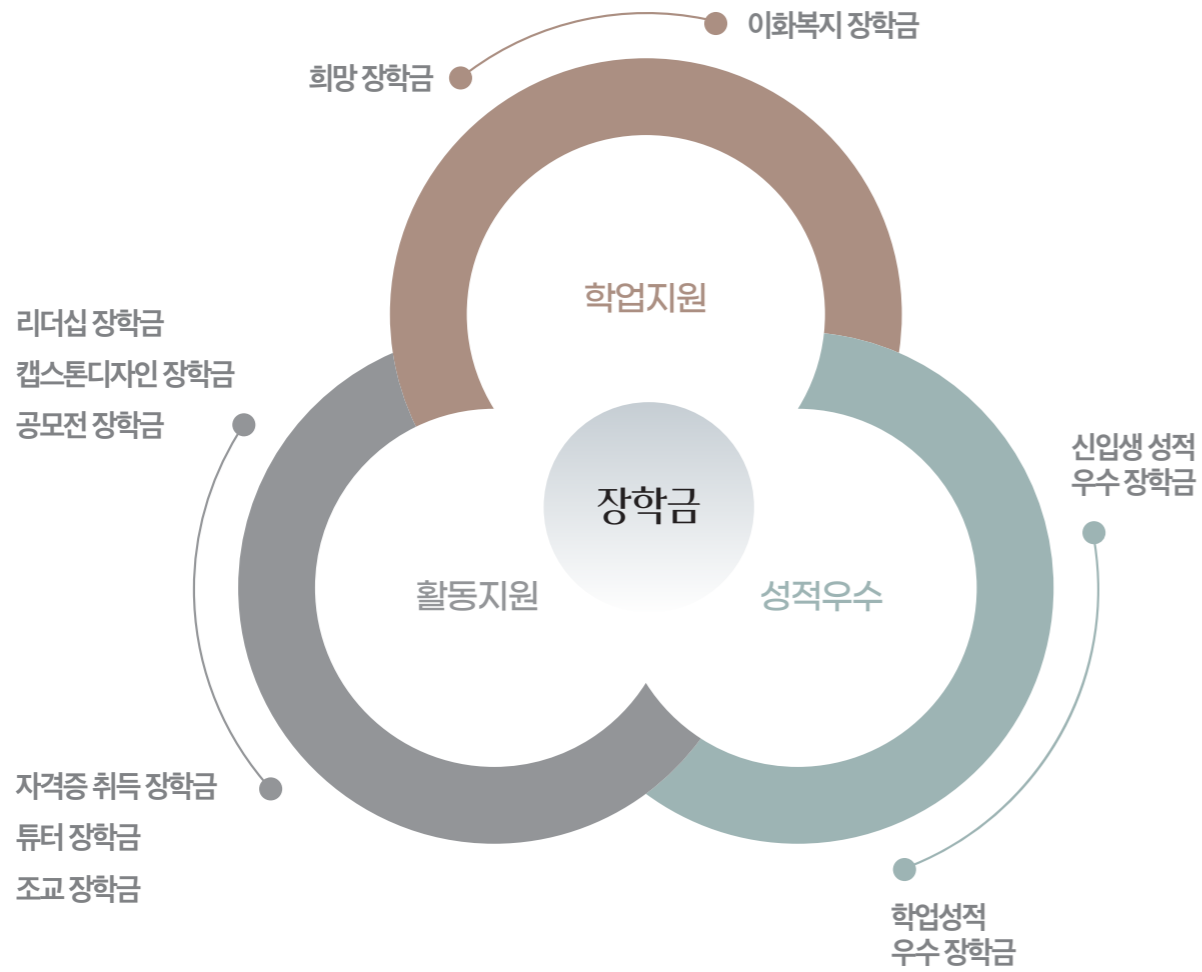 이화복지 장학금
희망 장학금
학업지원
리더십 장학금
캡스톤디자인 장학금
공모전 장학금
신입생 성적
우수 장학금
장학금
활동지원
성적우수
자격증 취득 장학금
튜터 장학금
조교 장학금
학업성적
우수 장학금